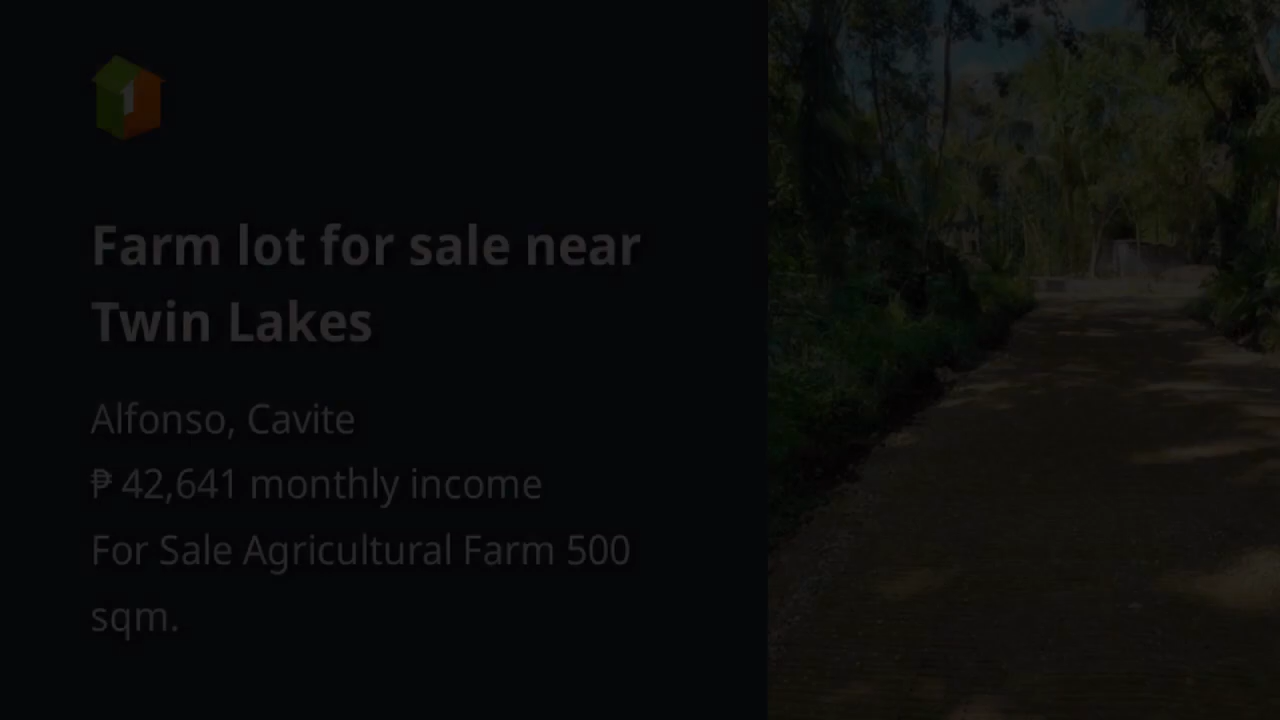 1
Farm lot for sale near
Twin Lakes
Alfonso, Cavite
₱ 42,641 monthly income
For Sale Agricultural Farm 500
sqm.